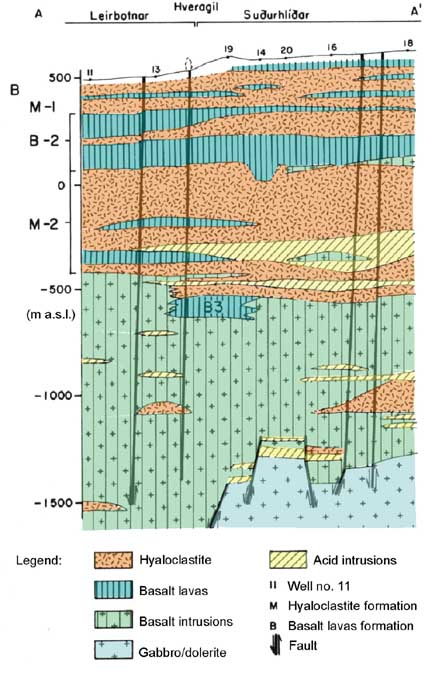 A Leirbotnar Hveragil Suðurhlíðar A'
11 13 19 14 20 16 18
B
500
M-1
B-2
0
M-2
-500
(m a.s.l.)
B3
-1000
-1500
Legend:
Hyaloclastite
Basalt lavas
Basalt intrusions
Gabbro/dolerite
Acid intrusions
11 Well no. 11
M Hyaloclastite formation
B Basalt lavas formation
Fault